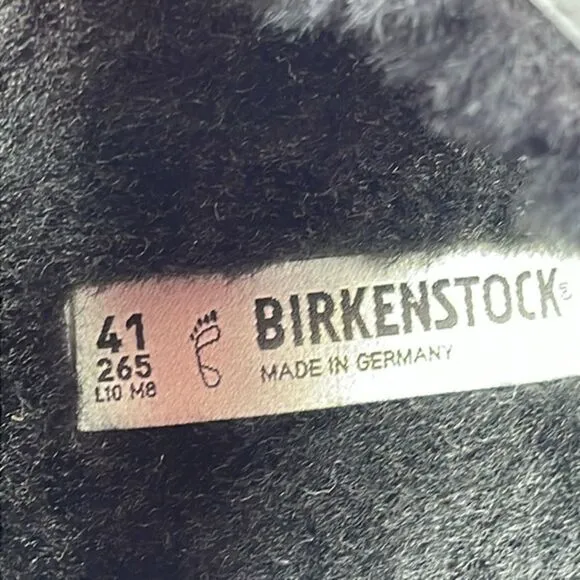 41
265
L10 M8
BIRKENSTOCK
MADE IN GERMANY